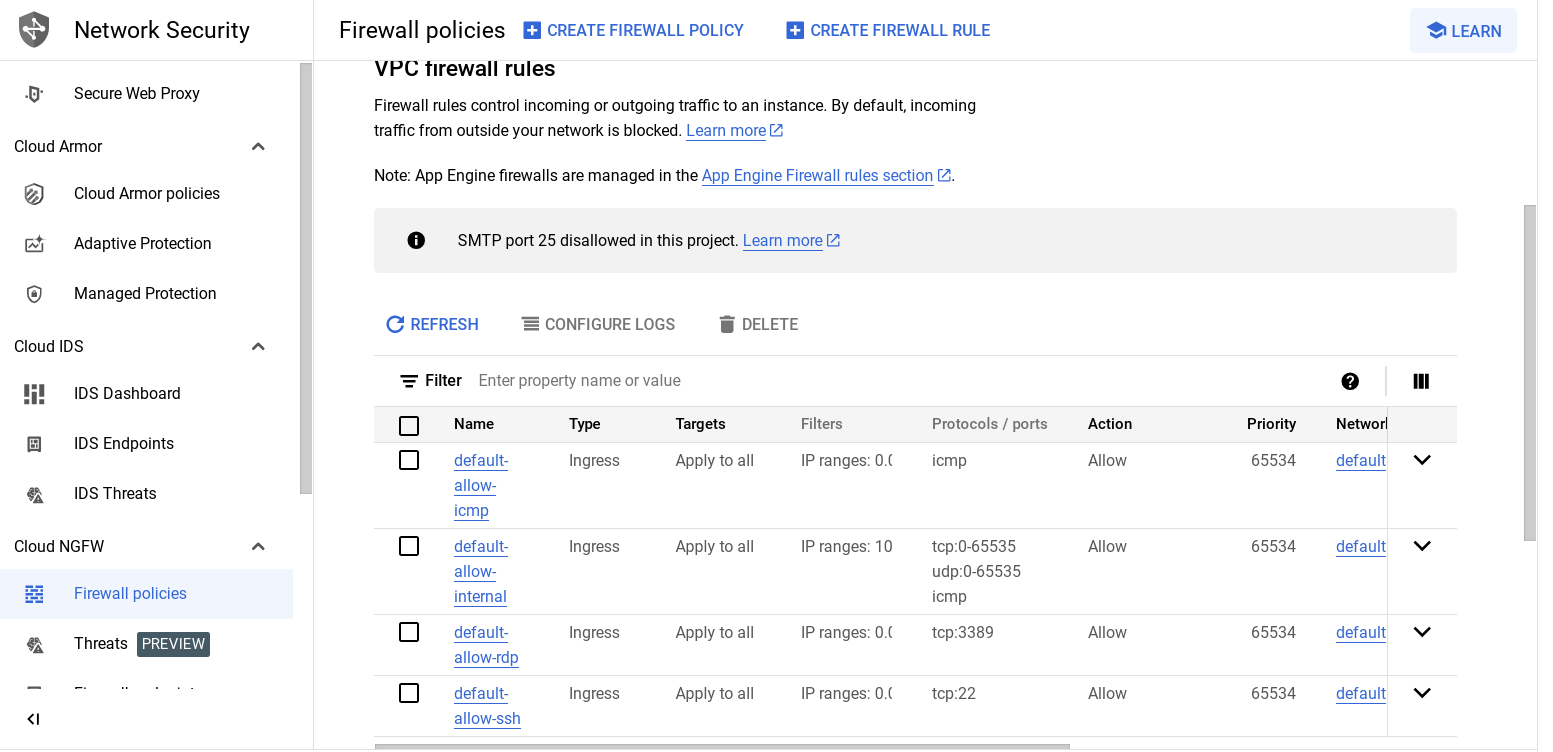 Network Security
Firewall policies
CREATE FIREWALL POLICY
CREATE FIREWALL RULE
LEARN
Secure Web Proxy
Cloud Armor
Cloud Armor policies
Adaptive Protection
Managed Protection
Cloud IDS
IDS Dashboard
IDS Endpoints
IDS Threats
Cloud NGFW
Firewall policies
Threats PREVIEW
VPC firewall rules
Firewall rules control incoming or outgoing traffic to an instance. By default, incoming
traffic from outside your network is blocked. Learn more
Note: App Engine firewalls are managed in the App Engine Firewall rules section.
SMTP port 25 disallowed in this project. Learn more
REFRESH CONFIGURE LOGS DELETE
Filter Enter property name or value
Name Type Targets Filters Protocols / ports Action Priority Network
default- Ingress Apply to all IP ranges: 0.0 icmp Allow 65534 default
allow-
icmp
default- Ingress Apply to all IP ranges: 10 tcp:0-65535 Allow 65534 default
allow- udp:0-65535
internal icmp
default- Ingress Apply to all IP ranges: 0.0 tcp:3389 Allow 65534 default
allow-rdp
default- Ingress Apply to all IP ranges: 0.0 tcp:22 Allow 65534 default
allow-ssh